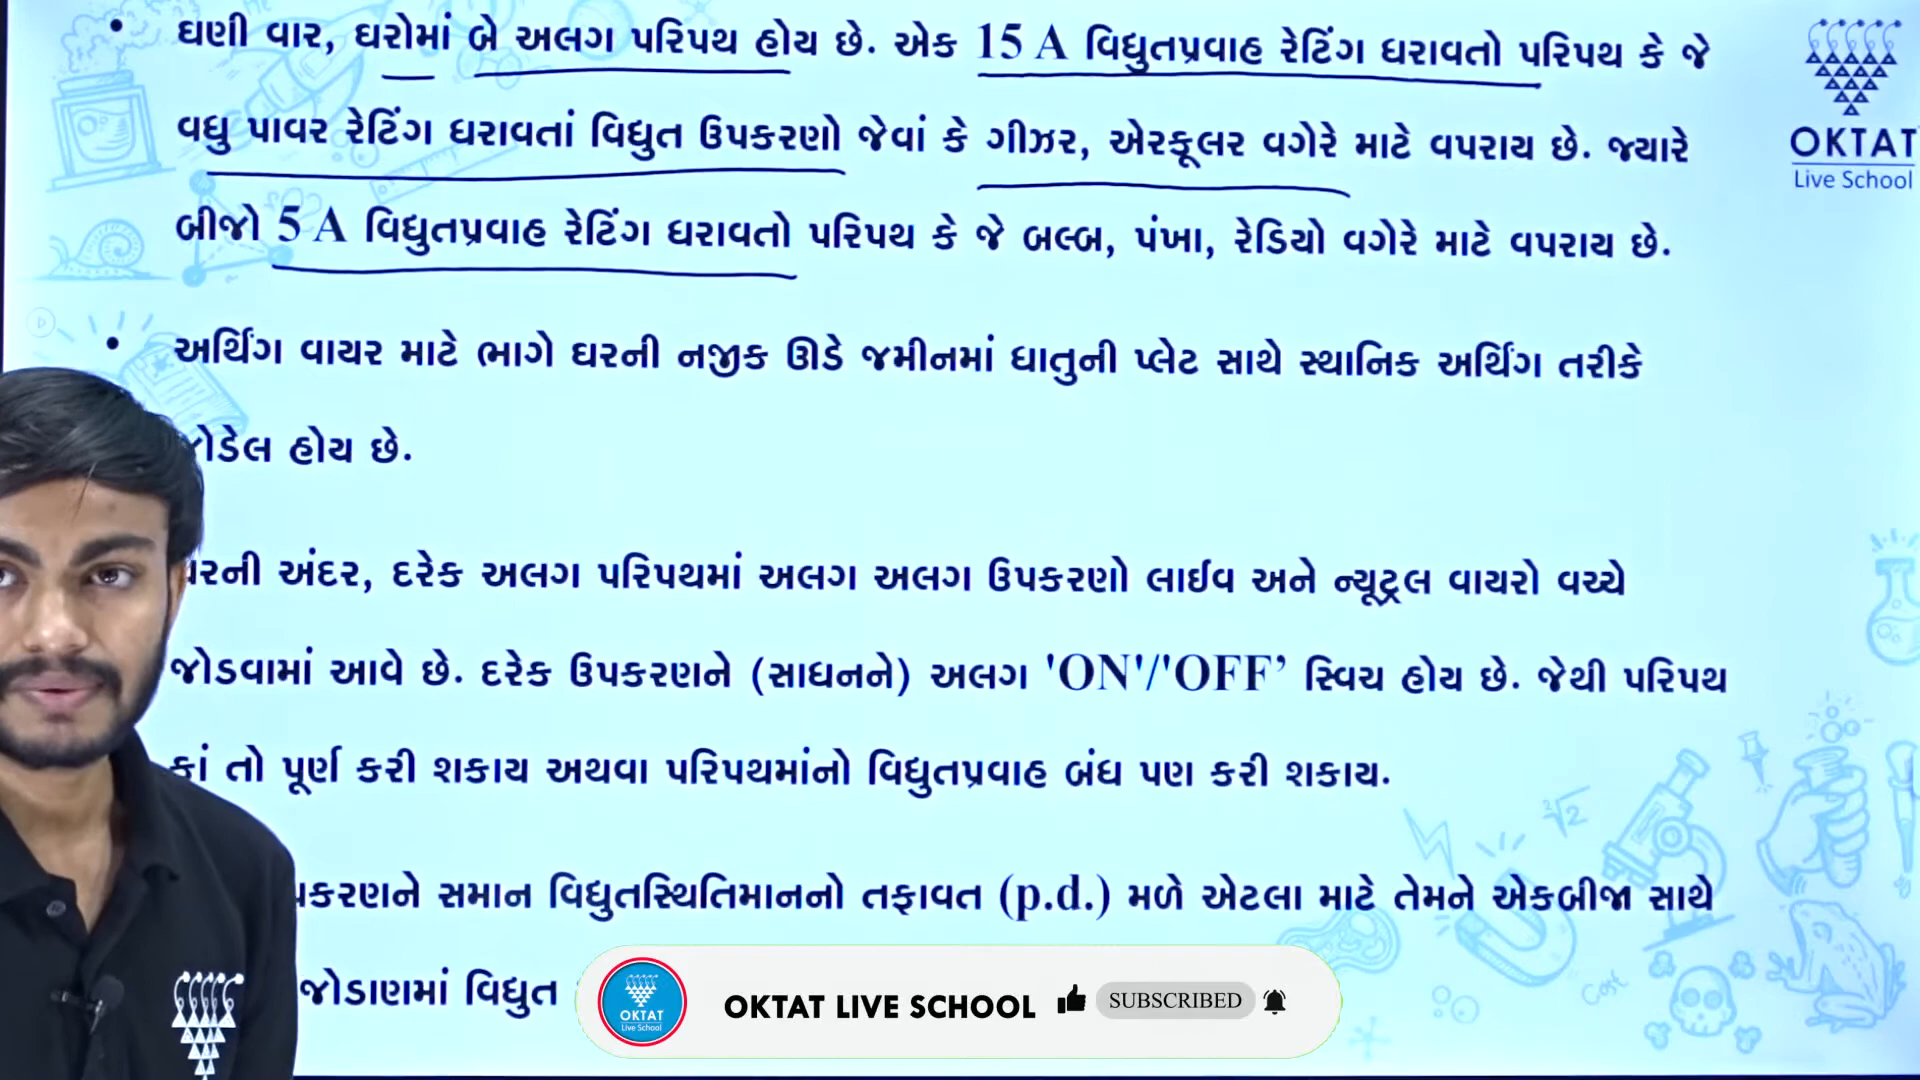 • ઘણી વાર, ઘરોમાં બે અલગ પરિપથ હોય છે. એક 15 A વિદ્યુતપ્રવાહ રેટિંગ ધરાવતો પરિપથ કે જે
વધુ પાવર રેટિંગ ધરાવતાં વિદ્યુત ઉપકરણો જેવાં કે ગીઝર, એરકૂલર વગેરે માટે વપરાય છે. જ્યારે
બીજો 5 A વિદ્યુતપ્રવાહ રેટિંગ ધરાવતો પરિપથ કે જે બલ્બ, પંખા, રેડિયો વગેરે માટે વપરાય છે.
OKTAT
Live School
• અર્થિંગ વાયર માટે ભાગે ઘરની નજીક ઊડે જમીનમાં ધાતુની પ્લેટ સાથે સ્થાનિક અર્થિંગ તરીકે
હોય છે.
અંદર, દરેક અલગ પરિપથમાં અલગ અલગ ઉપકરણો લાઈવ અને ન્યૂટ્રલ વાયરો વચ્ચે
જોડવામાં આવે છે. દરેક ઉપકરણને (સાધનને) અલગ 'ON'/'OFF’ સ્વિચ હોય છે. જેથી પરિપથ
કાં તો પૂર્ણ કરી શકાય અથવા પરિપથમાંનો વિદ્યુતપ્રવાહ બંધ પણ કરી શકાય.
સમાન વિદ્યુતસ્થિતિમાનનો તફાવત (p.d.) મળે એટલા માટે તેમને એકબીજા સાથે
જોડાણમાં વિદ્યુત
OKTAT
Live School
OKTAT LIVE SCHOOL SUBSCRIBED